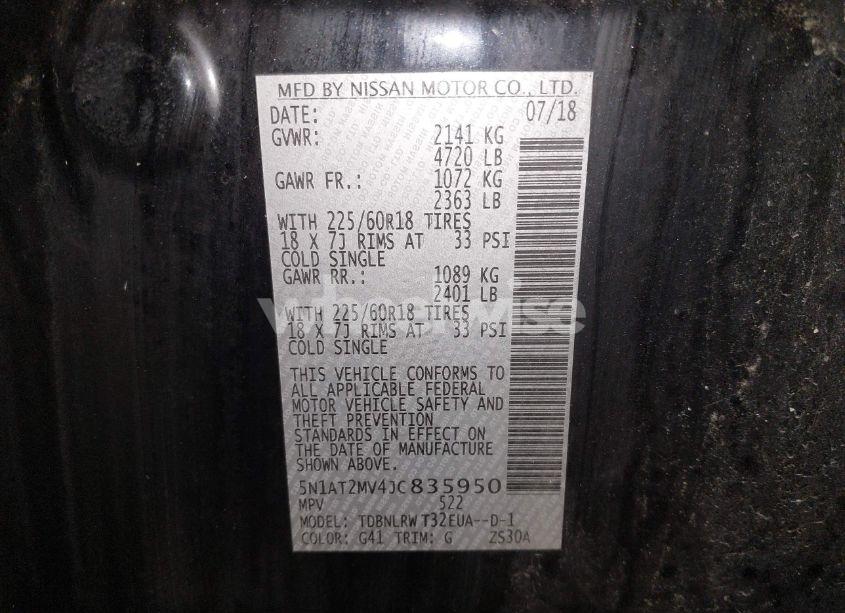 MFD BY NISSAN MOTOR CO., LTD.
DATE: 07/18
GVWR: 2141 KG
4720 LB
GAWR FR.: 1072 KG
2363 LB
WITH 225/60R18 TIRES
18 X 7J RIMS AT 33 PSI
COLD SINGLE
GAWR RR.: 1089 KG
2401 LB
WITH 225/60R18 TIRES
18 X 7J RIMS AT 33 PSI
COLD SINGLE
THIS VEHICLE CONFORMS TO
ALL APPLICABLE FEDERAL
MOTOR VEHICLE SAFETY AND
THEFT PREVENTION
STANDARDS IN EFFECT ON
THE DATE OF MANUFACTURE
SHOWN ABOVE.
5N1AT2MV4JC835950
MPV 522
MODEL: TDBNLRW T32EUA--D-1
COLOR: G41 TRIM: G ZS30A